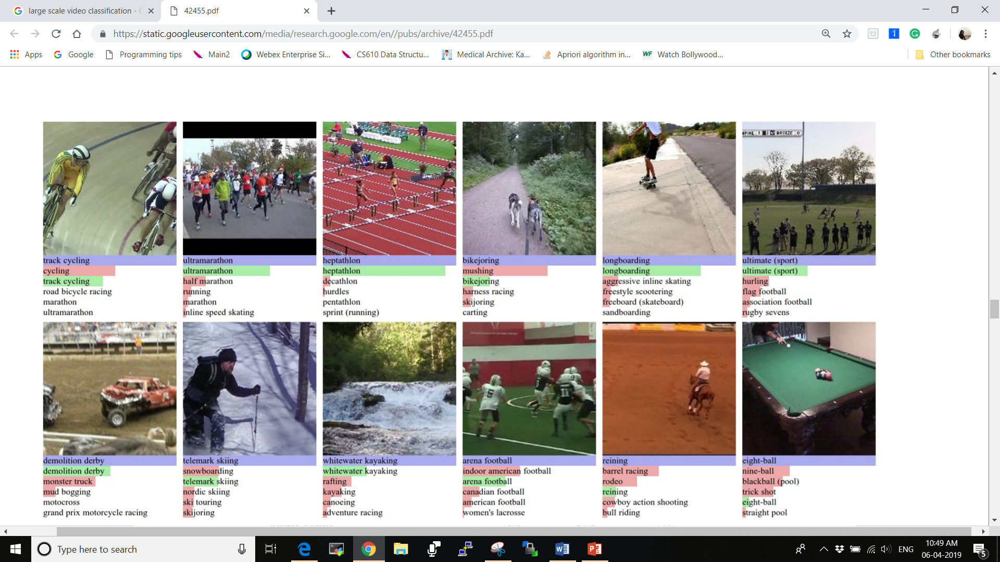 large scale video classification - G
42455.pdf
https://static.googleusercontent.com/media/research.google.com/en//pubs/archive/42455.pdf
Apps
Google
Programming tips
Main2
Webex Enterprise Si...
CS610 Data Structu...
Medical Archive: Ka...
Apriori algorithm in...
WF Watch Bollywood...
Other bookmarks
1 BREEZE 0
track cycling
cycling
track cycling
road bicycle racing
marathon
ultramarathon
ultramarathon
ultramarathon
half marathon
running
marathon
inline speed skating
heptathlon
heptathlon
decathlon
hurdles
pentathlon
sprint (running)
bikejoring
mushing
bikejoring
harness racing
skijoring
carting
longboarding
longboarding
aggressive inline skating
freestyle scootering
freeboard (skateboard)
sandboarding
ultimate (sport)
ultimate (sport)
hurling
flag football
association football
rugby sevens
demolition derby
demolition derby
monster truck
mud bogging
motocross
grand prix motorcycle racing
telemark skiing
snowboarding
telemark skiing
nordic skiing
ski touring
skijoring
whitewater kayaking
whitewater kayaking
rafting
kayaking
canoeing
adventure racing
5
11
arena football
indoor american football
arena football
canadian football
american football
women's lacrosse
reining
barrel racing
rodeo
reining
cowboy action shooting
bull riding
eight-ball
nine-ball
blackball (pool)
trick shot
eight-ball
straight pool
Type here to search
ENG
10:49 AM
06-04-2019
5